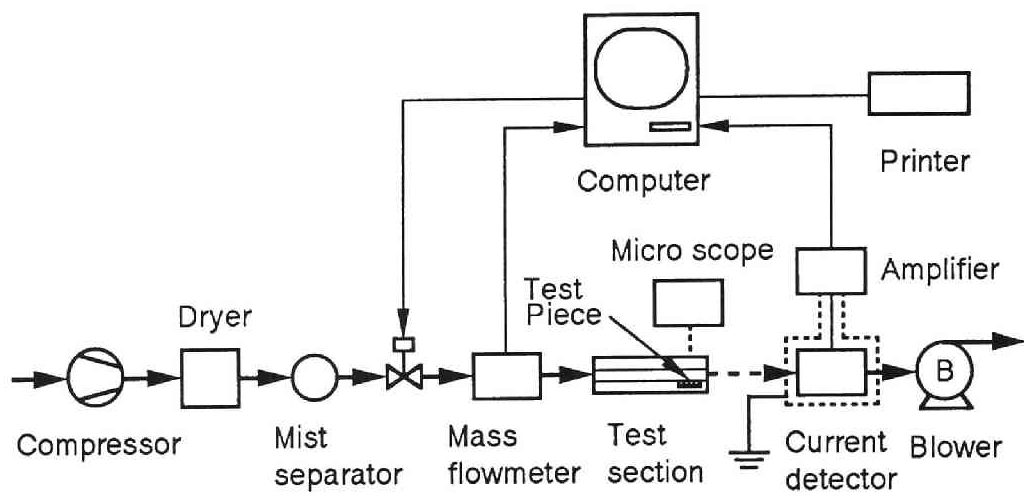 Computer
Printer
Micro scope
Amplifier
Test
Piece
Dryer
B
Compressor
Mist
separator
Mass
flowmeter
Test
section
Current
detector
Blower